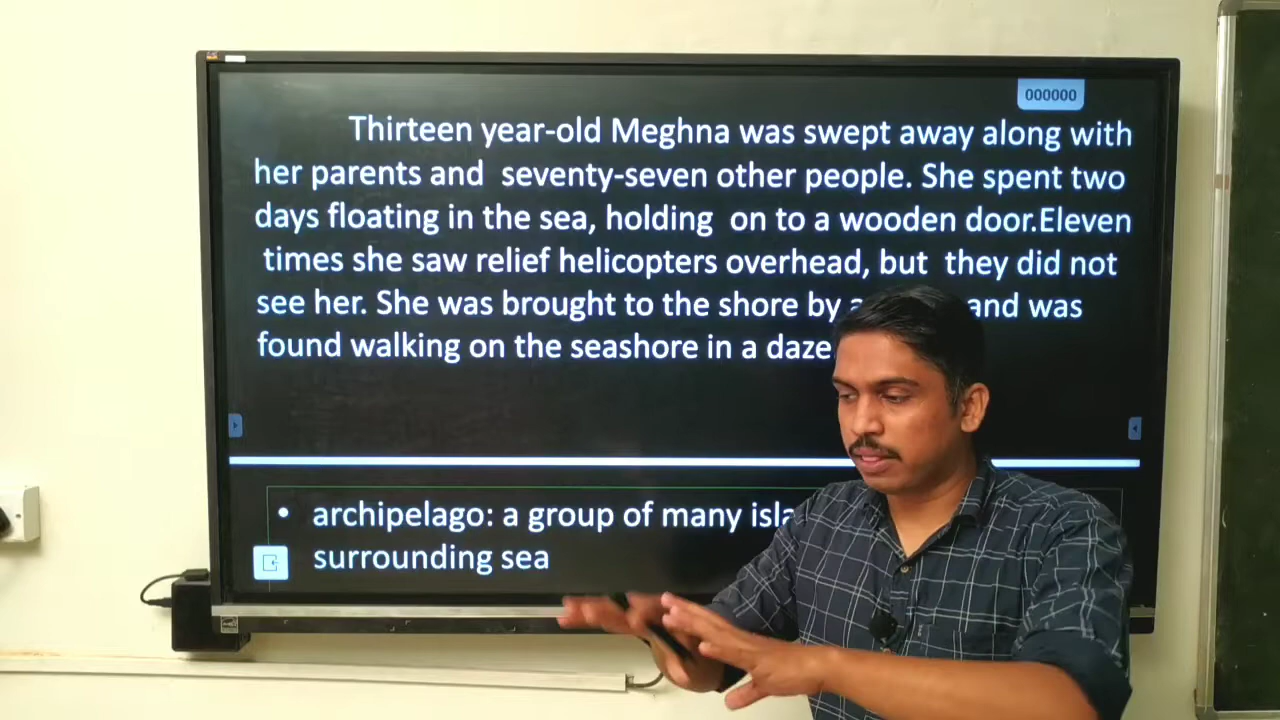 000000
Thirteen year-old Meghna was swept away along with
her parents and seventy-seven other people. She spent two
days floating in the sea, holding on to a wooden door.Eleven
times she saw relief helicopters overhead, but they did not
see her. She was brought to the shore by and was
found walking on the seashore in a daze
• archipelago: a group of many
surrounding sea